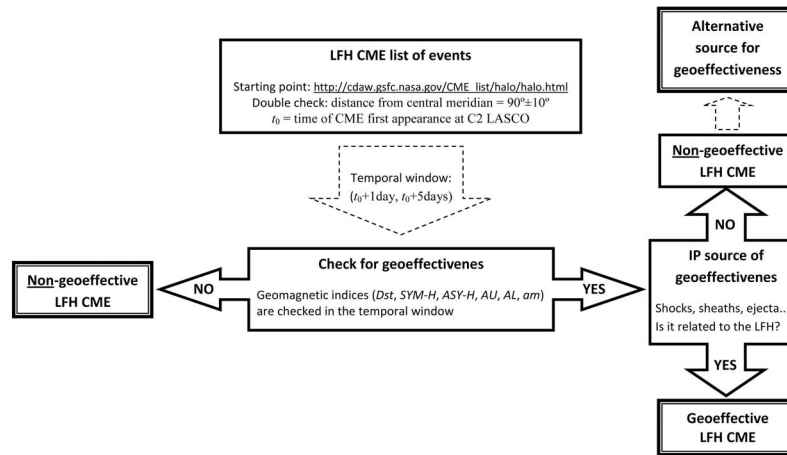 LFH CME list of events
Starting point: http://cdaw.gsfc.nasa.gov/CME_list/halo/halo.html
Double check: distance from central meridian = 90º±10º
t₀ = time of CME first appearance at C2 LASCO
Temporal window:
(t₀+1day, t₀+5days)
Check for geoeffectivenes
Geomagnetic indices (Dst, SYM-H, ASY-H, AU, AL, am)
are checked in the temporal window
NO
Non-geoeffective
LFH CME
YES
IP source of
geoeffectivenes
Shocks, sheaths, ejecta...
Is it related to the LFH?
NO
Non-geoeffective
LFH CME
Alternative
source for
geoeffectiveness
YES
Geoeffective
LFH CME